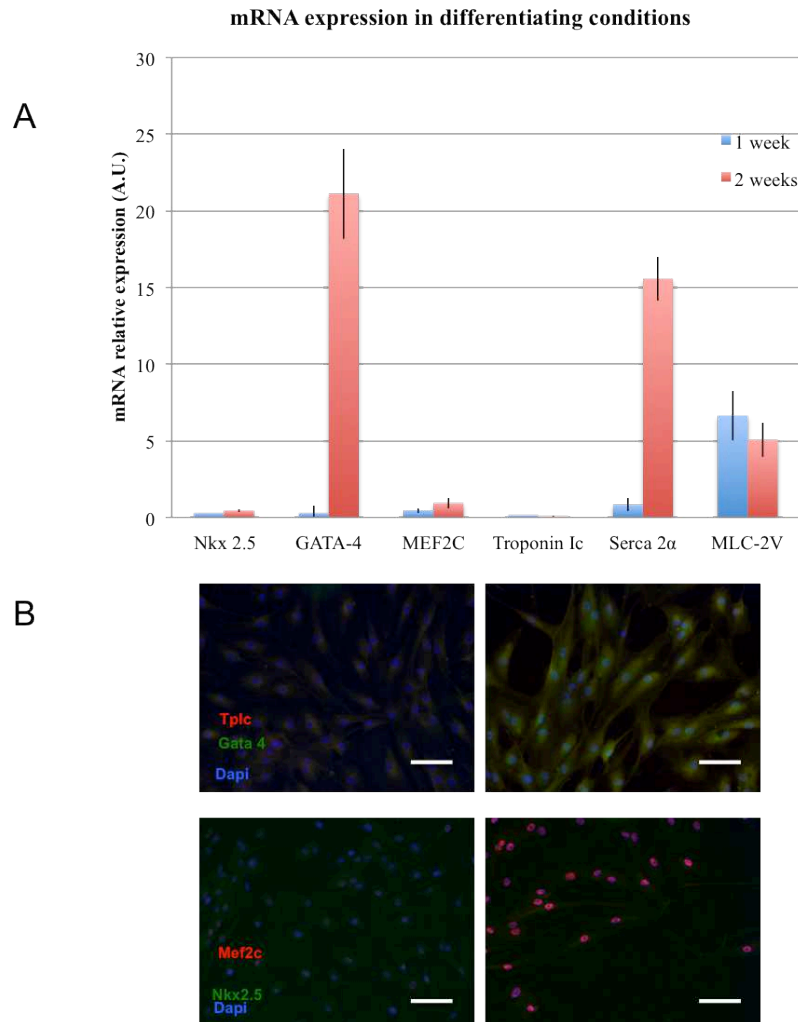 mRNA expression in differentiating conditions
A
mRNA relative expression (A.U.)
30
25
20
15
10
5
0
1 week
2 weeks
Nkx 2.5 GATA-4 MEF2C Troponin Ic Serca 2α MLC-2V
B
TpIc
Gata 4
Dapi
Mef2c
Nkx2.5
Dapi